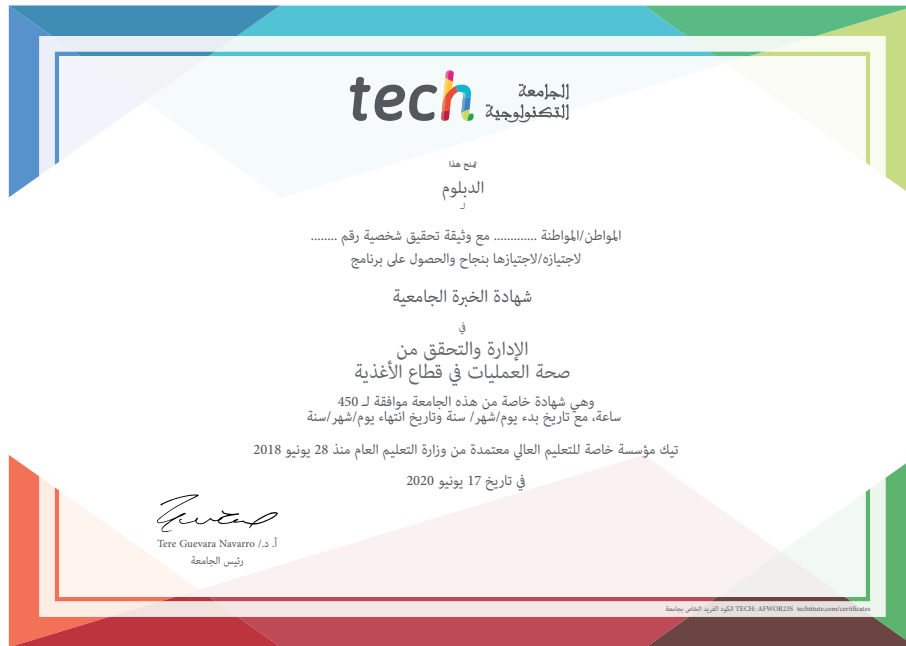 tech
الجامعة
التكنولوجية
يمنح هذا
الدبلوم
لـ
المواطن/المواطنة ............. مع وثيقة تحقيق شخصية رقم ........
لاجتيازه/لاجتيازها بنجاح والحصول على برنامج
شهادة الخبرة الجامعية
في
الإدارة والتحقق من
صحة العمليات في قطاع الأغذية
وهي شهادة خاصة من هذه الجامعة موافقة لـ 450
ساعة، مع تاريخ بدء يوم/شهر/ سنة وتاريخ انتهاء يوم/شهر/سنة
تيك مؤسسة خاصة للتعليم العالي معتمدة من وزارة التعليم العام منذ 28 يونيو 2018
في تاريخ 17 يونيو 2020
أ. د./ Tere Guevara Navarro
رئيس الجامعة
الكود الفريد الخاص بجامعة TECH: AFWOR23S techtitute.com/certificates